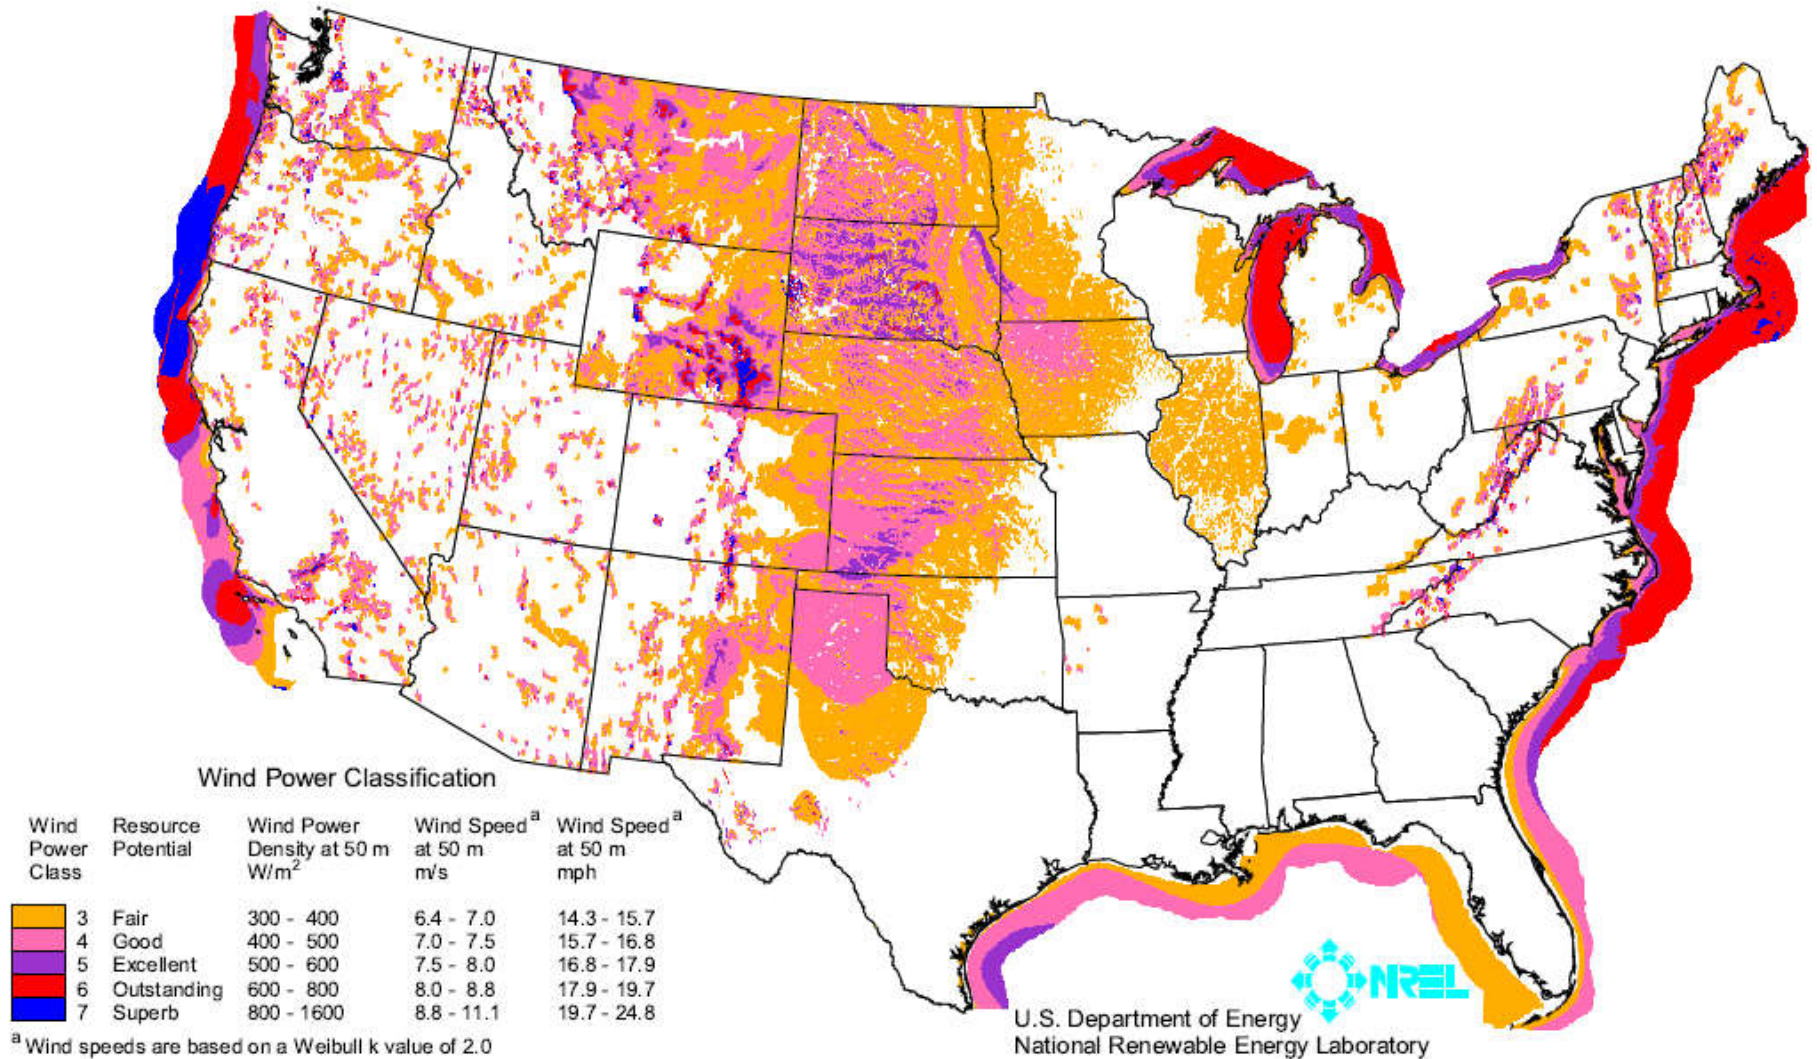 Wind Power Classification
Wind Power Class Resource Potential Wind Power Density at 50 m W/m² Wind Speed a at 50 m m/s Wind Speed a at 50 m mph
3 Fair 300 - 400 6.4 - 7.0 14.3 - 15.7
4 Good 400 - 500 7.0 - 7.5 15.7 - 16.8
5 Excellent 500 - 600 7.5 - 8.0 16.8 - 17.9
6 Outstanding 600 - 800 8.0 - 8.8 17.9 - 19.7
7 Superb 800 - 1600 8.8 - 11.1 19.7 - 24.8
a Wind speeds are based on a Weibull k value of 2.0
NREL
U.S. Department of Energy
National Renewable Energy Laboratory